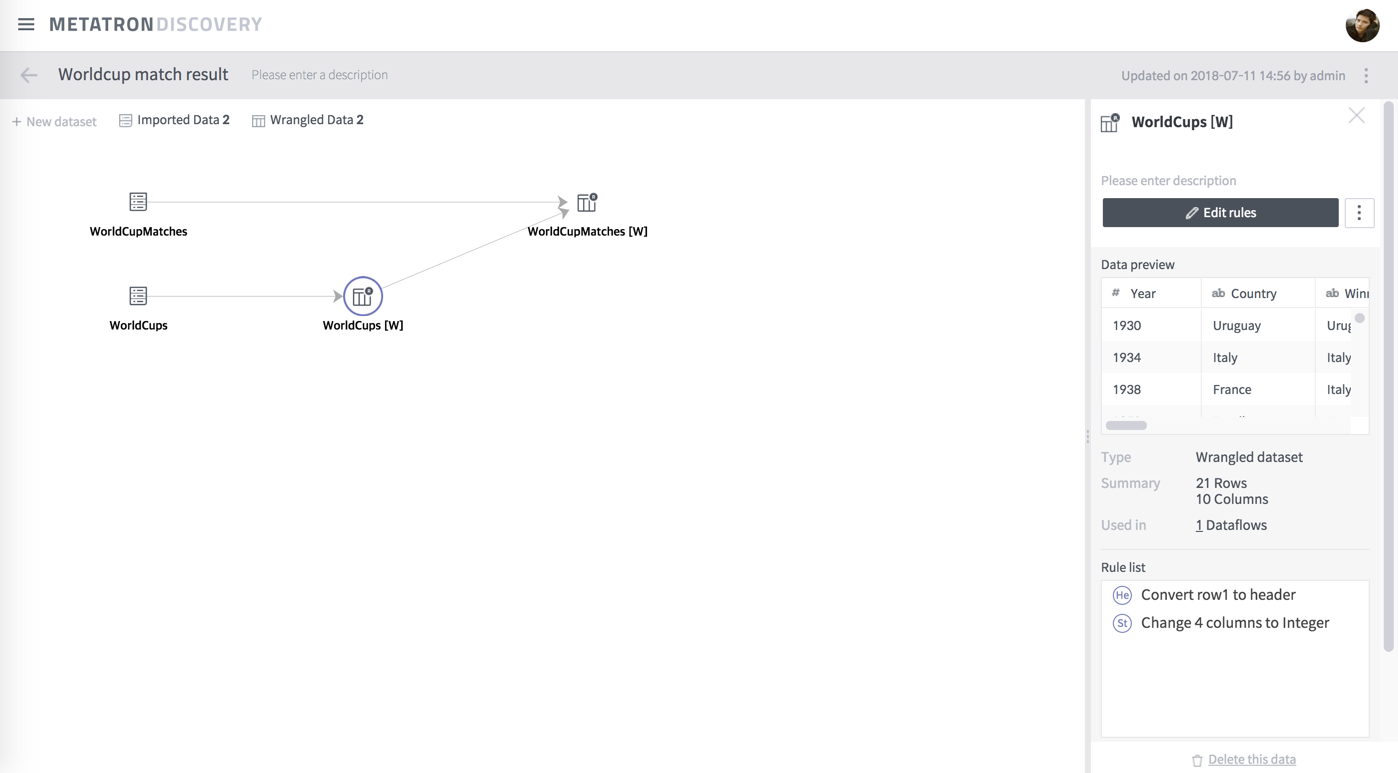 METATRON DISCOVERY
Worldcup match result Please enter a description Updated on 2018-07-11 14:56 by admin
+ New dataset Imported Data 2 Wrangled Data 2
WorldCupMatches
WorldCupMatches [W]
WorldCups
WorldCups [W]
WorldCups [W]
Please enter description
Edit rules
Data preview
# Year ab Country ab
1930 Uruguay
1934 Italy Italy
1938 France Italy
Type Wrangled dataset
Summary 21 Rows
10 Columns
Used in 1 Dataflows
Rule list
He Convert row1 to header
St Change 4 columns to Integer
Delete this data